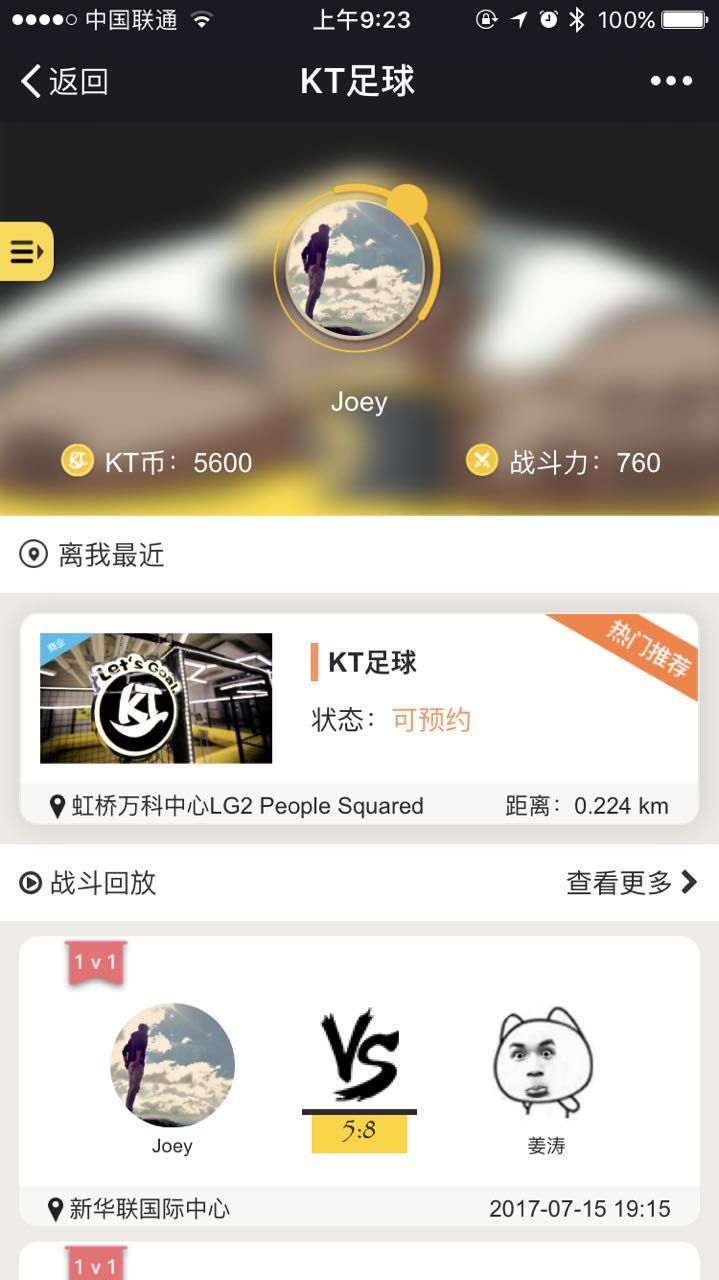 中国联通
上午9:23
100%
返回
KT足球
Joey
KT
KT币：5600
战斗力：760
离我最近
商业
Let's Goal
KT
KT足球
热门推荐
状态：可预约
虹桥万科中心LG2 People Squared
距离：0.224 km
战斗回放
查看更多
1 v 1
VS
5:8
Joey
姜涛
新华联国际中心
2017-07-15 19:15
1 v 1